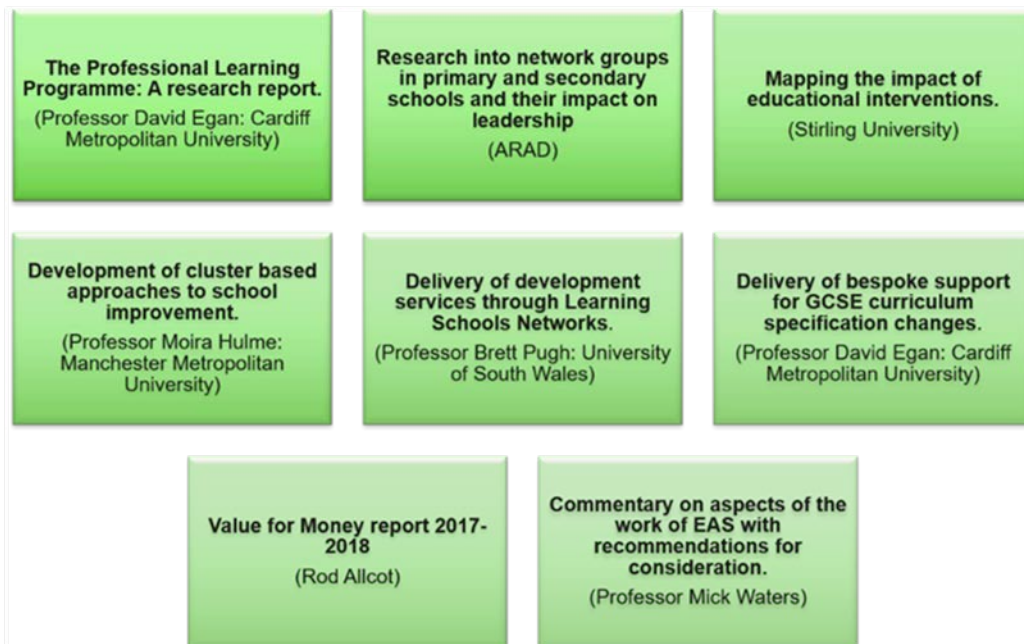 The Professional Learning
Programme: A research report.
(Professor David Egan: Cardiff
Metropolitan University)
Research into network groups
in primary and secondary
schools and their impact on
leadership
(ARAD)
Mapping the impact of
educational interventions.
(Stirling University)
Development of cluster based
approaches to school
improvement.
(Professor Moira Hulme:
Manchester Metropolitan
University)
Delivery of development
services through Learning
Schools Networks.
(Professor Brett Pugh: University
of South Wales)
Delivery of bespoke support
for GCSE curriculum
specification changes.
(Professor David Egan: Cardiff
Metropolitan University)
Value for Money report 2017-
2018
(Rod Allcot)
Commentary on aspects of the
work of EAS with
recommendations for
consideration.
(Professor Mick Waters)